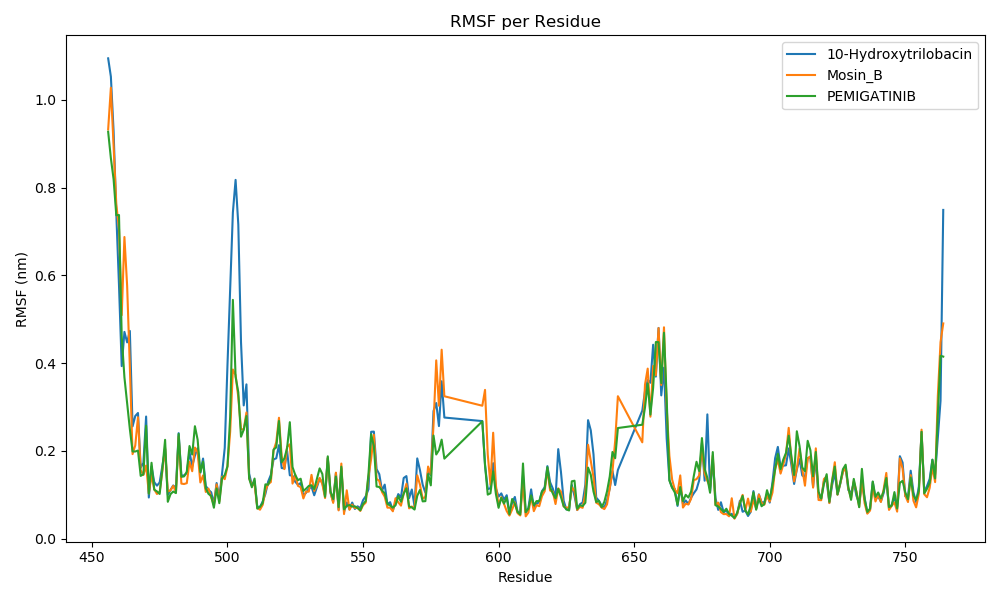 RMSF per Residue
10-Hydroxytrilobacin
Mosin_B
PEMIGATINIB
RMSF (nm)
1.0
0.8
0.6
0.4
0.2
0.0
450 500 550 600 650 700 750
Residue